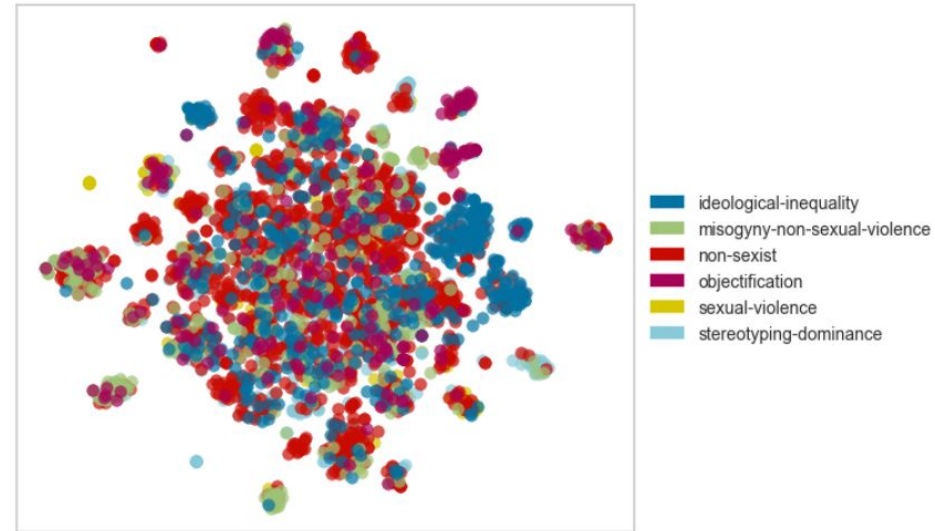 ideological-inequality
misogyny-non-sexual-violence
non-sexist
objectification
sexual-violence
stereotyping-dominance